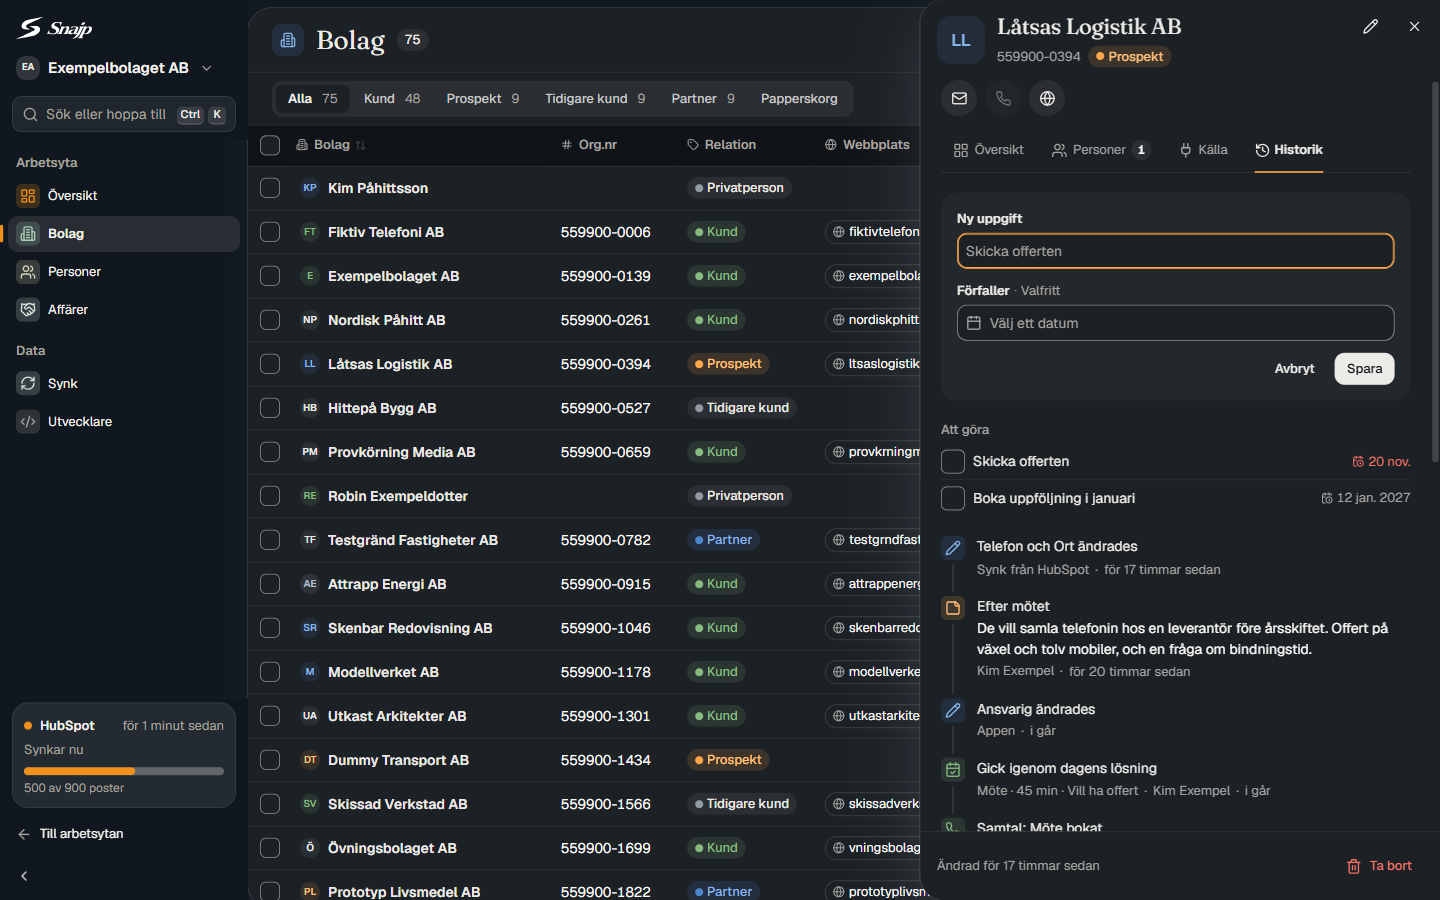 Snajp
EA Exempelbolaget AB
Sök eller hoppa till Ctrl K
Arbetsyta
Översikt
Bolag
Personer
Affärer
Data
Synk
Utvecklare
HubSpot för 1 minut sedan
Synkar nu
500 av 900 poster
Till arbetsytan
Bolag 75
Alla 75 Kund 48 Prospekt 9 Tidigare kund 9 Partner 9 Papperskorg
Bolag # Org.nr Relation Webbplats
KP Kim Påhittsson Privatperson
FT Fiktiv Telefoni AB 559900-0006 Kund fiktivtelefon
E Exempelbolaget AB 559900-0139 Kund exempelbola
NP Nordisk Påhitt AB 559900-0261 Kund nordiskphitt
LL Låtsas Logistik AB 559900-0394 Prospekt ltsaslogistik
HB Hittepå Bygg AB 559900-0527 Tidigare kund
PM Provkörning Media AB 559900-0659 Kund provkrningm
RE Robin Exempeldotter Privatperson
TF Testgränd Fastigheter AB 559900-0782 Partner testgrndfast
AE Attrapp Energi AB 559900-0915 Kund attrappenerg
SR Skenbar Redovisning AB 559900-1046 Kund skenbarredo
M Modellverket AB 559900-1178 Kund modellverke
UA Utkast Arkitekter AB 559900-1301 Kund utkastarkite
DT Dummy Transport AB 559900-1434 Prospekt
SV Skissad Verkstad AB 559900-1566 Tidigare kund skissadverk
Ö Övningsbolaget AB 559900-1699 Kund vningsbolag
PL Prototyp Livsmedel AB 559900-1822 Partner prototyplivsm
LL Låtsas Logistik AB
559900-0394 Prospekt
Översikt Personer 1 Källa Historik
Ny uppgift
Skicka offerten
Förfaller · Valfritt
Välj ett datum
Avbryt Spara
Att göra
Skicka offerten 20 nov.
Boka uppföljning i januari 12 jan. 2027
Telefon och Ort ändrades
Synk från HubSpot · för 17 timmar sedan
Efter mötet
De vill samla telefonin hos en leverantör före årsskiftet. Offert på
växel och tolv mobiler, och en fråga om bindningstid.
Kim Exempel · för 20 timmar sedan
Ansvarig ändrades
Appen · i går
Gick igenom dagens lösning
Möte · 45 min · Vill ha offert · Kim Exempel · i går
Samtal: Möte bokat
Ändrad för 17 timmar sedan Ta bort